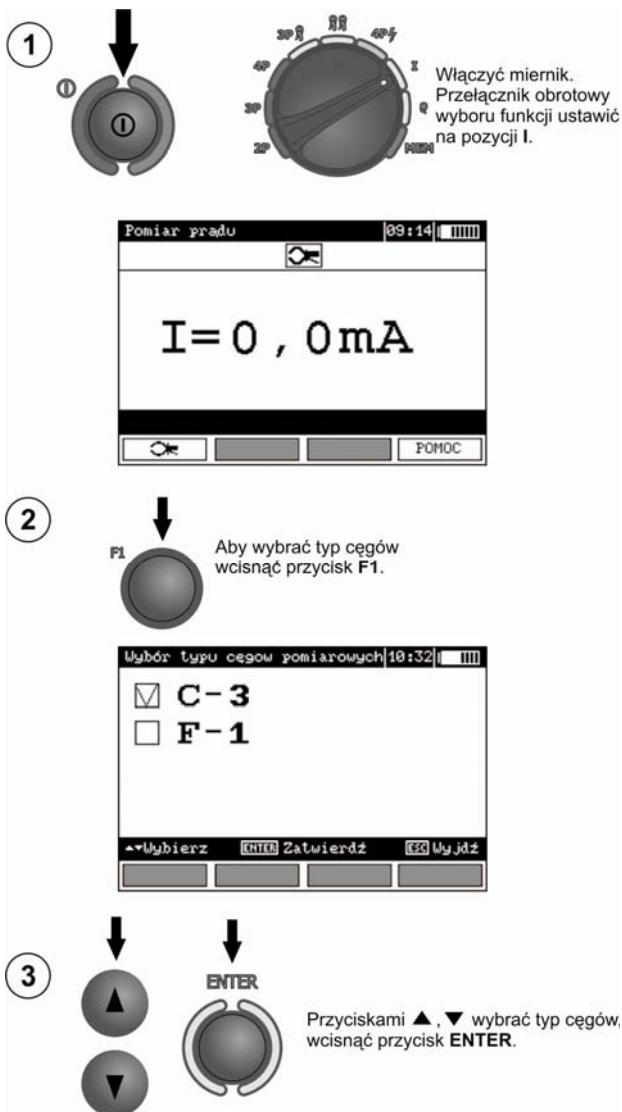 1
Włączyć miernik.
Przełącznik obrotowy
wyboru funkcji ustawić
na pozycji I.
2P
3P
4P
3P
4P
I
Q
MEM
Pomiar prądu 09:14
I=0,0mA
POMOC
2
F1
Aby wybrać typ cęgów
wcisnąć przycisk F1.
Wybór typu cęgow pomiarowych 10:32
C-3
F-1
▲▼Wybierz ENTER Zatwierdź ESC Wyjdź
3
ENTER
Przyciskami ▲, ▼ wybrać typ cęgów,
wcisnąć przycisk ENTER.